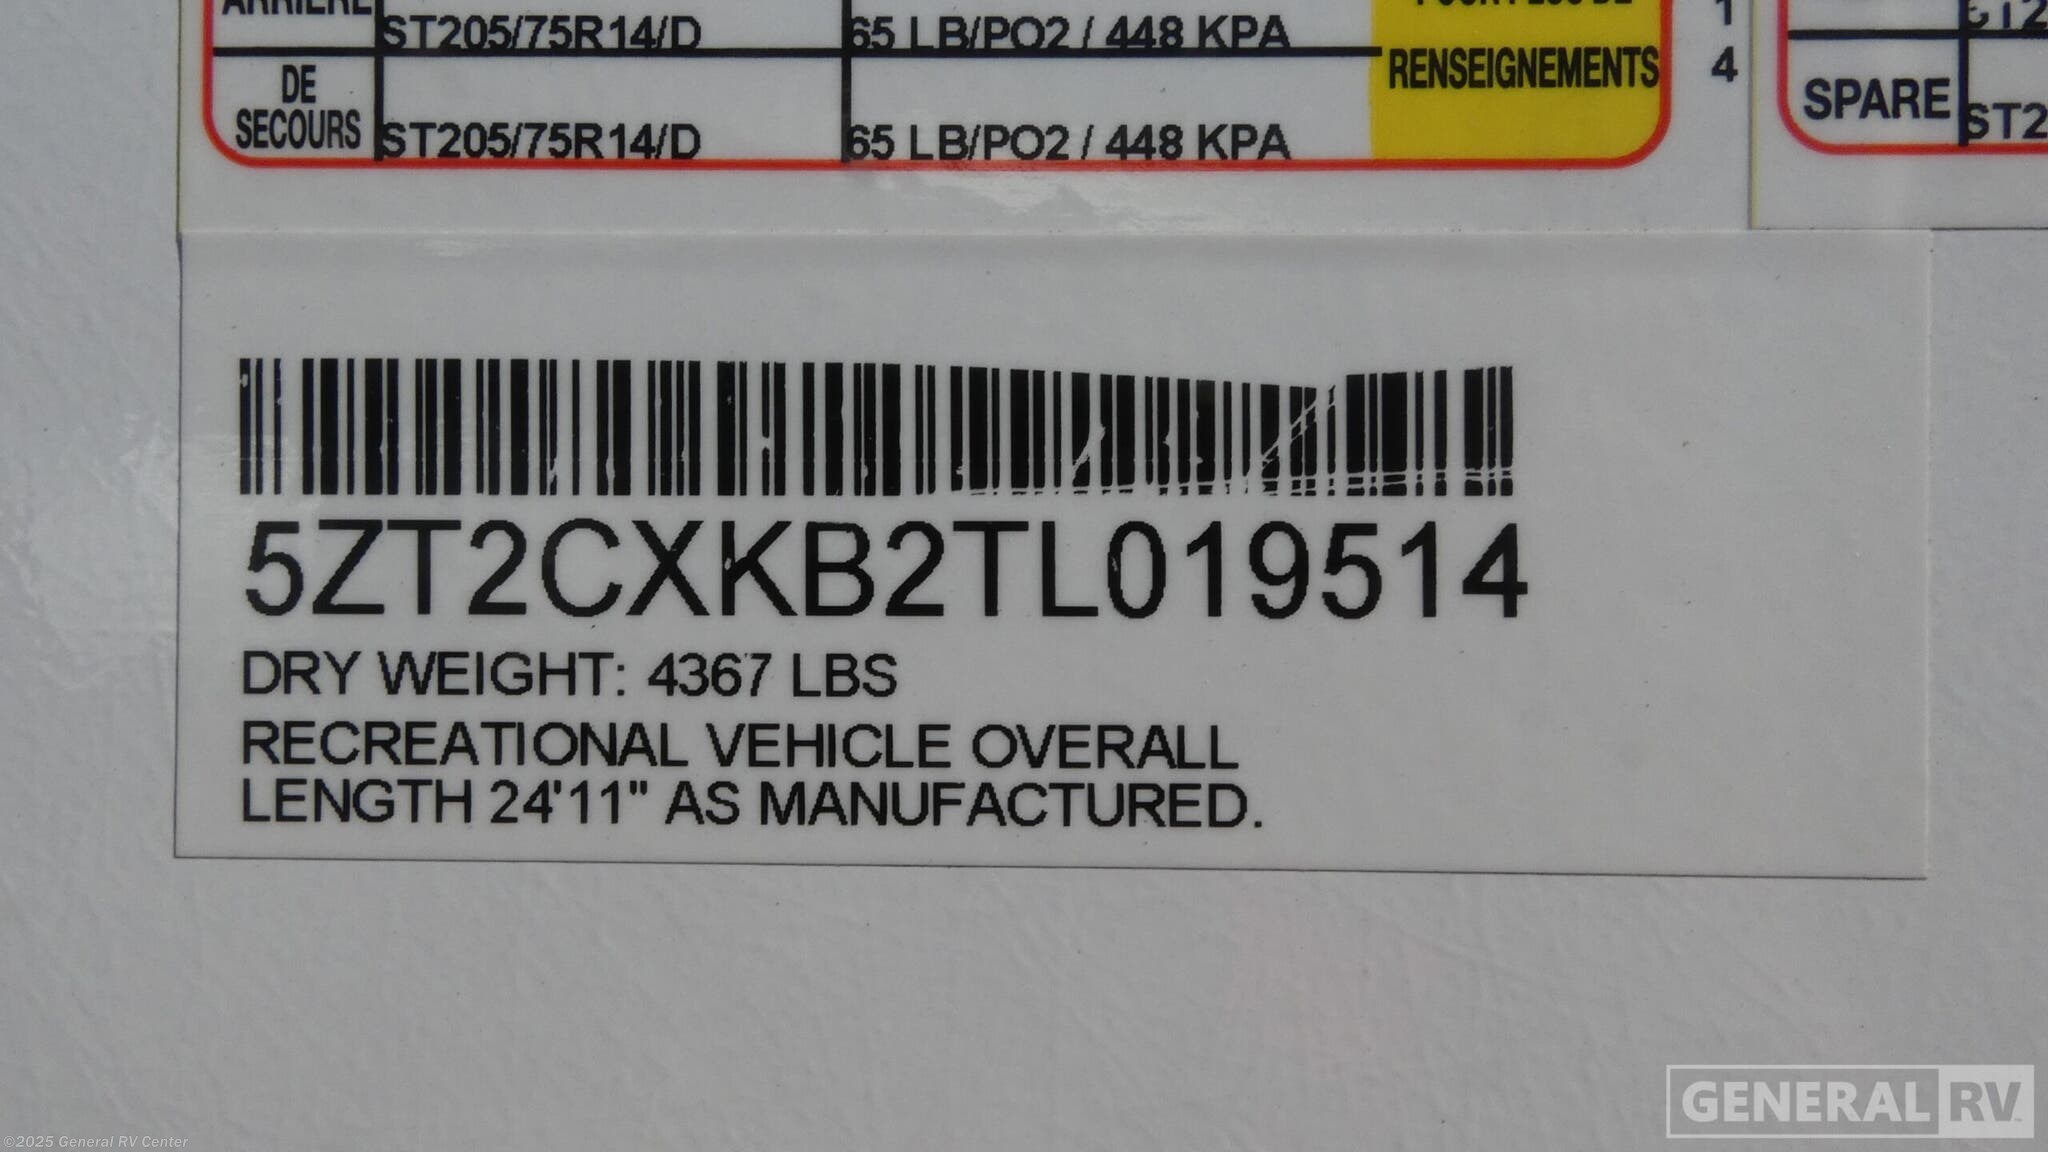 ARRIÈRE
ST205/75R14/D 65 LB/PO2 / 448 KPA
RENSEIGNEMENTS
DE
SECOURS
ST205/75R14/D 65 LB/PO2 / 448 KPA
1
4
SPARE
ST2
5ZT2CXKB2TL019514
DRY WEIGHT: 4367 LBS
RECREATIONAL VEHICLE OVERALL
LENGTH 24'11" AS MANUFACTURED.
GENERAL RV
©2025 General RV Center